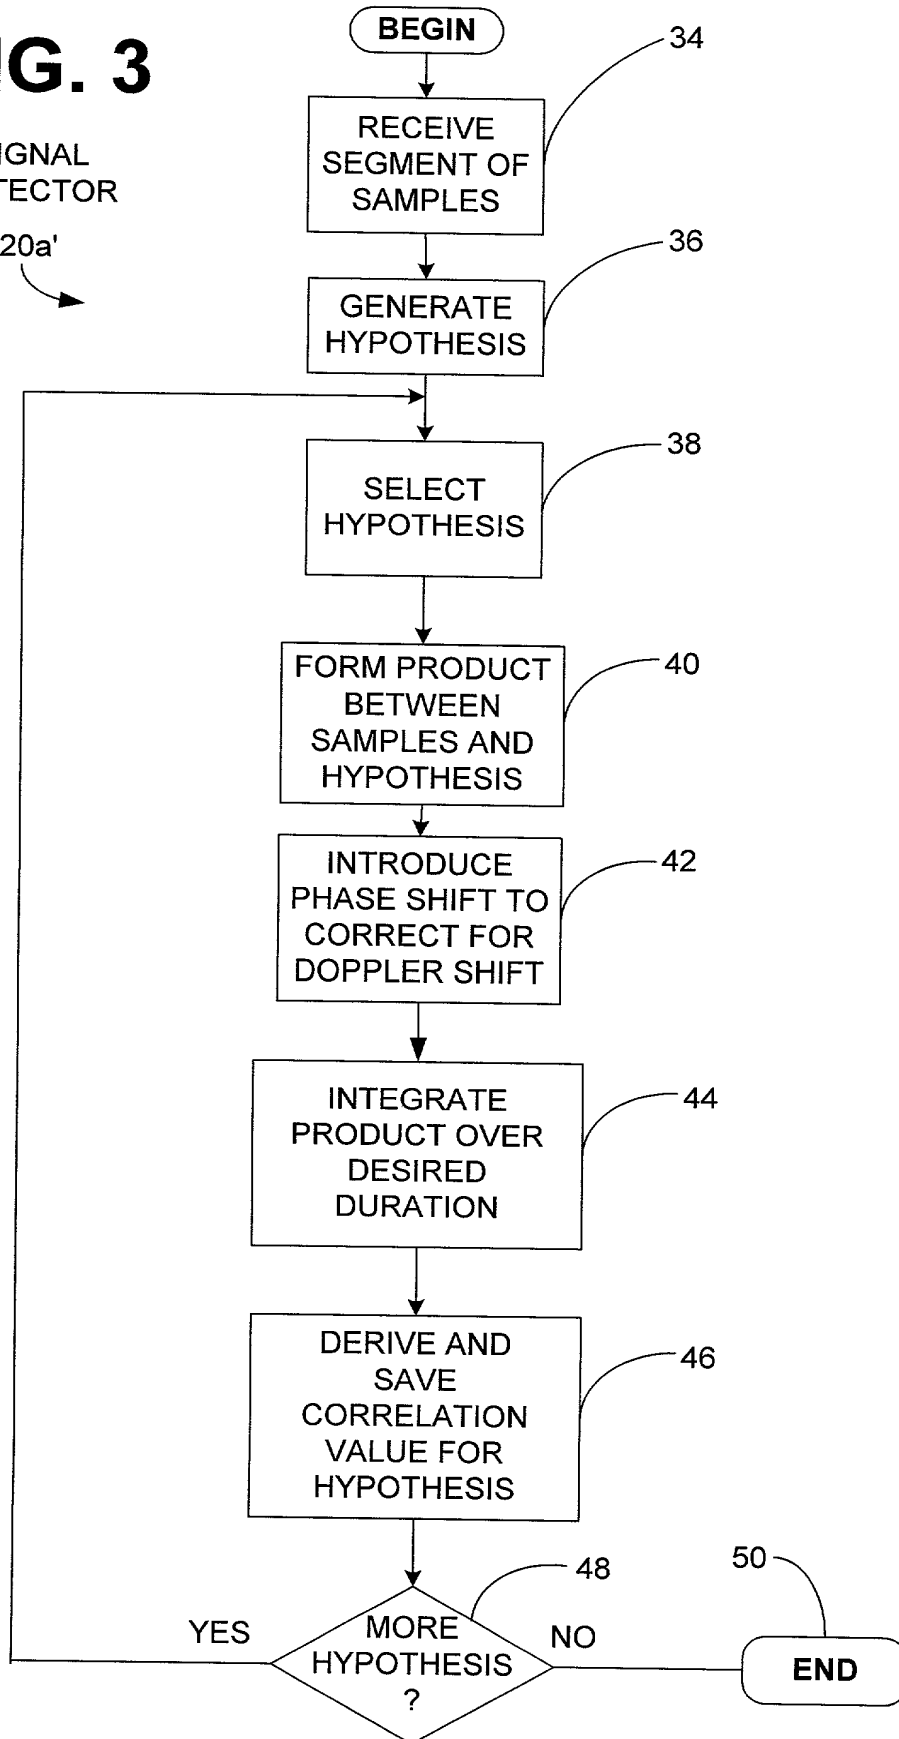 BEGIN
G. 3
34
RECEIVE
SEGMENT OF
SAMPLES
IGNAL
TECTOR
20a'
36
GENERATE
HYPOTHESIS
38
SELECT
HYPOTHESIS
40
FORM PRODUCT
BETWEEN
SAMPLES AND
HYPOTHESIS
42
INTRODUCE
PHASE SHIFT TO
CORRECT FOR
DOPPLER SHIFT
44
INTEGRATE
PRODUCT OVER
DESIRED
DURATION
46
DERIVE AND
SAVE
CORRELATION
VALUE FOR
HYPOTHESIS
48
50
YES
MORE
HYPOTHESIS
?
NO
END